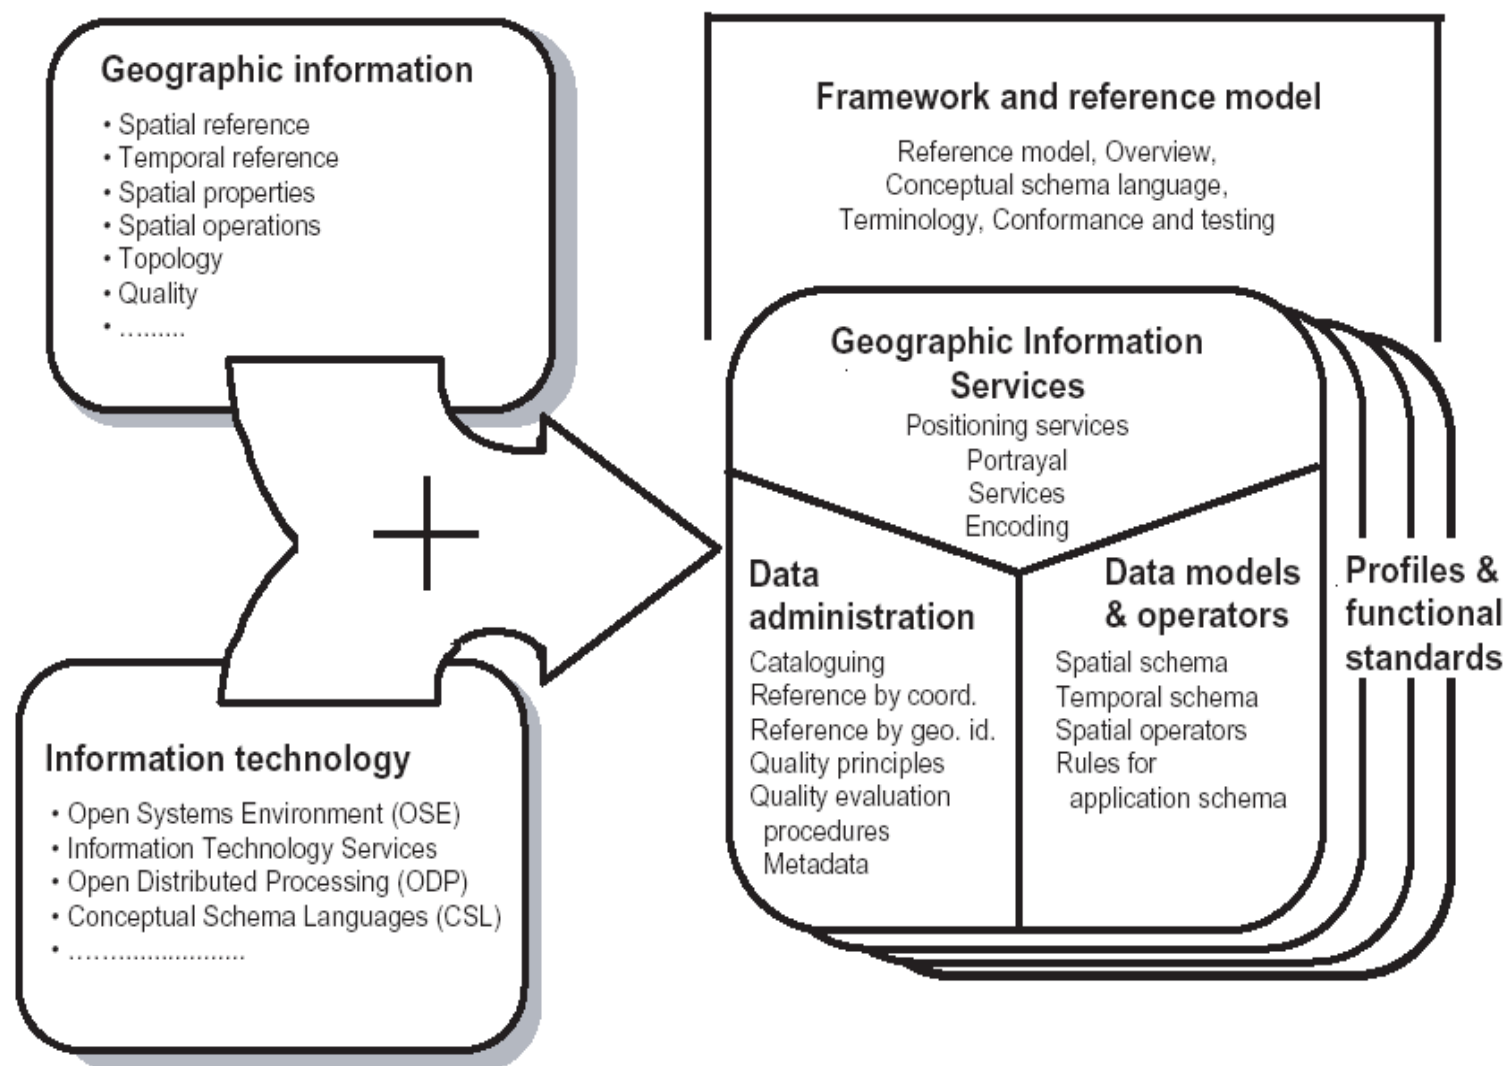 Geographic information
• Spatial reference
• Temporal reference
• Spatial properties
• Spatial operations
• Topology
• Quality
• .........
Information technology
• Open Systems Environment (OSE)
• Information Technology Services
• Open Distributed Processing (ODP)
• Conceptual Schema Languages (CSL)
• ........................
Framework and reference model
Reference model, Overview,
Conceptual schema language,
Terminology, Conformance and testing
Geographic Information
Services
Positioning services
Portrayal
Services
Encoding
Data
administration
Cataloguing
Reference by coord.
Reference by geo. id.
Quality principles
Quality evaluation
procedures
Metadata
Data models
& operators
Spatial schema
Temporal schema
Spatial operators
Rules for
application schema
Profiles &
functional
standards